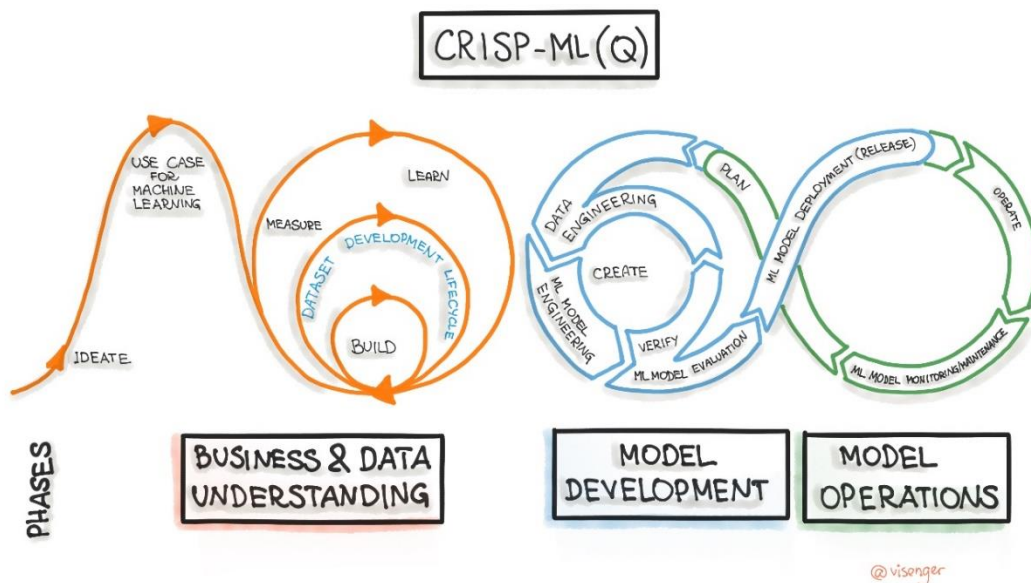 CRISP-ML(Q)
IDEATE
USE CASE
FOR
MACHINE
LEARNING
MEASURE
LEARN
DATASET DEVELOPMENT LIFECYCLE
BUILD
DATA
ENGINEERING
CREATE
ML MODEL
ENGINEERING
VERIFY
ML MODEL EVALUATION
PLAN
ML MODEL DEPLOYMENT (RELEASE)
OPERATE
ML MODEL MONITORING/MAINTENANCE
PHASES
BUSINESS & DATA
UNDERSTANDING
MODEL
DEVELOPMENT
MODEL
OPERATIONS
@visenger